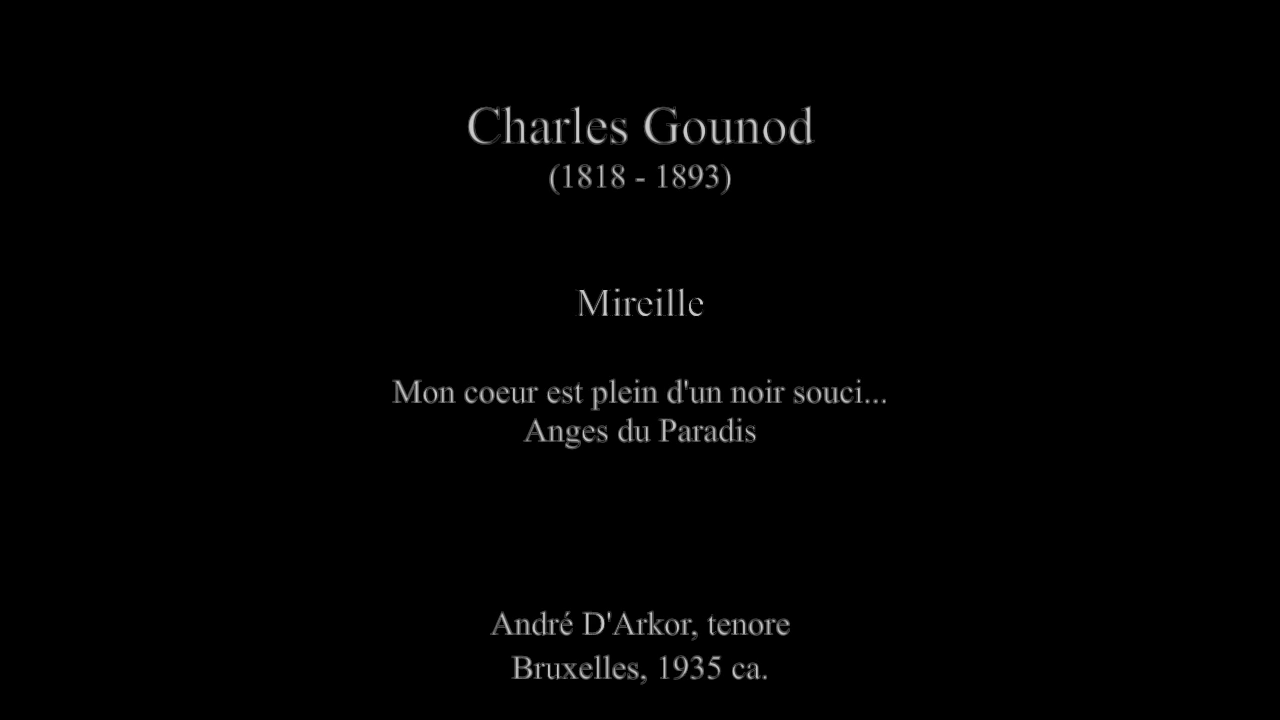 Charles Gounod
(1818 - 1893)
Mireille
Mon coeur est plein d'un noir souci...
Anges du Paradis
André D'Arkor, tenore
Bruxelles, 1935 ca.